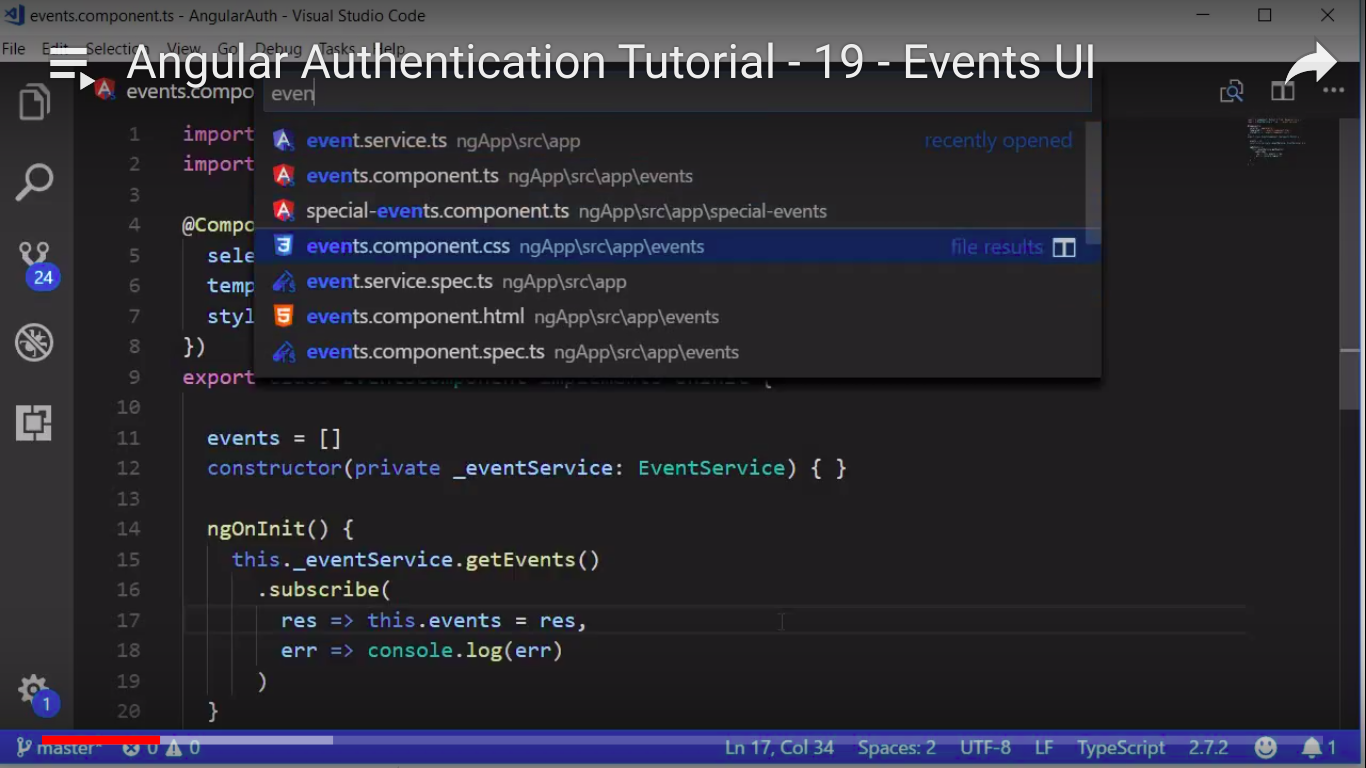 events.component.ts - AngularAuth - Visual Studio Code
File Edit Selection View Go Debug Tasks Help
Angular Authentication Tutorial - 19 - Events UI
events.compo
even
event.service.ts ngApp\src\app recently opened
events.component.ts ngApp\src\app\events
special-events.component.ts ngApp\src\app\special-events
events.component.css ngApp\src\app\events file results
event.service.spec.ts ngApp\src\app
events.component.html ngApp\src\app\events
events.component.spec.ts ngApp\src\app\events
1 import
2 import
3
4 @Compo
5 sele
6 temp
7 styl
8 })
9 export class EventsComponent implements OnInit {
10
11 events = []
12 constructor(private _eventService: EventService) { }
13
14 ngOnInit() {
15 this._eventService.getEvents()
16 .subscribe(
17 res => this.events = res,
18 err => console.log(err)
19 )
20 }
24
1
master* 0 0 Ln 17, Col 34 Spaces: 2 UTF-8 LF TypeScript 2.7.2 1